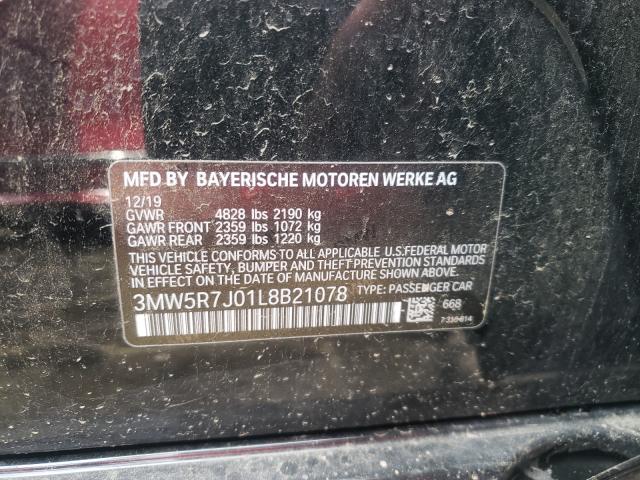 MFD BY BAYERISCHE MOTOREN WERKE AG
12/19
GVWR 4828 lbs 2190 kg
GAWR FRONT 2359 lbs 1072 kg
GAWR REAR 2359 lbs 1220 kg
THIS VEHICLE CONFORMS TO ALL APPLICABLE U.S.FEDERAL MOTOR
VEHICLE SAFETY, BUMPER AND THEFT PREVENTION STANDARDS
IN EFFECT ON THE DATE OF MANUFACTURE SHOWN ABOVE.
3MW5R7J01L8B21078 TYPE: PASSENGER CAR
668